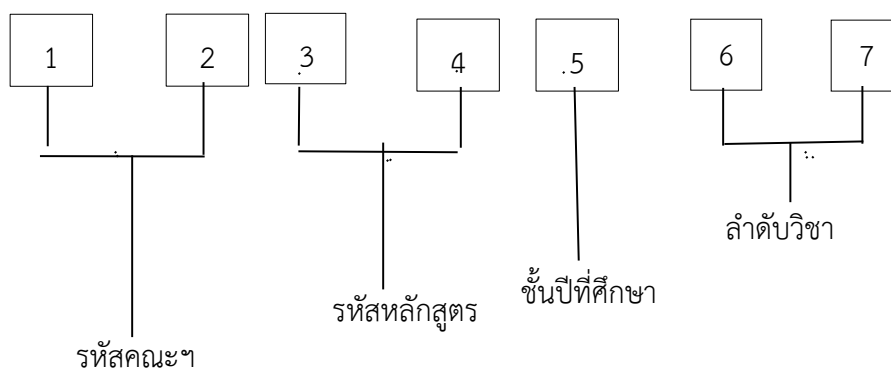 1 2 3 4 5 6 7
ลำดับวิชา
ชั้นปีที่ศึกษา
รหัสหลักสูตร
รหัสคณะฯ